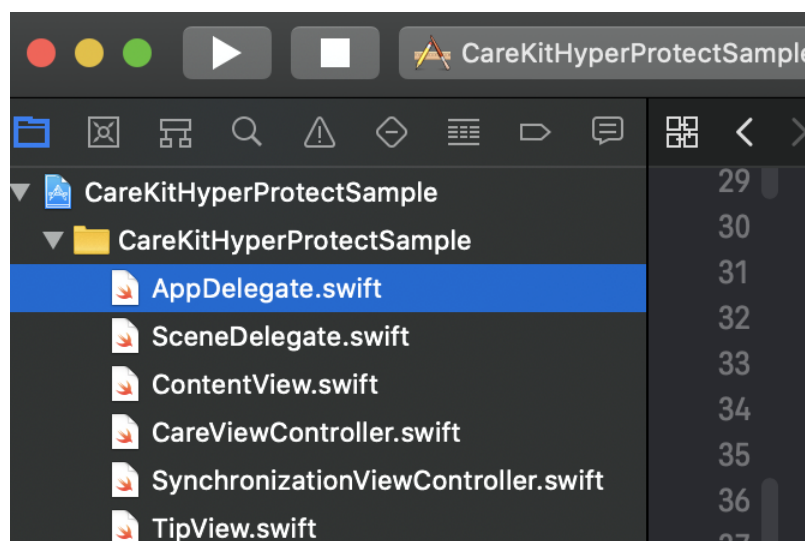 CareKitHyperProtectSample
CareKitHyperProtectSample
CareKitHyperProtectSample
AppDelegate.swift
SceneDelegate.swift
ContentView.swift
CareViewController.swift
SynchronizationViewController.swift
TipView.swift
29
30
31
32
33
34
35
36
37